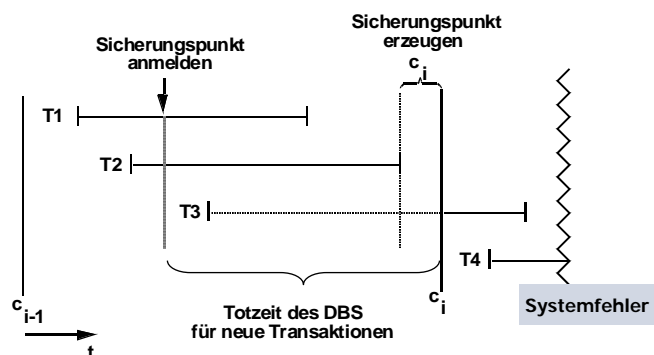 Sicherungspunkt
anmelden
Sicherungspunkt
erzeugen
c i
T1
T2
T3
T4
c i-1
t
Totzeit des DBS
für neue Transaktionen
c i
Systemfehler